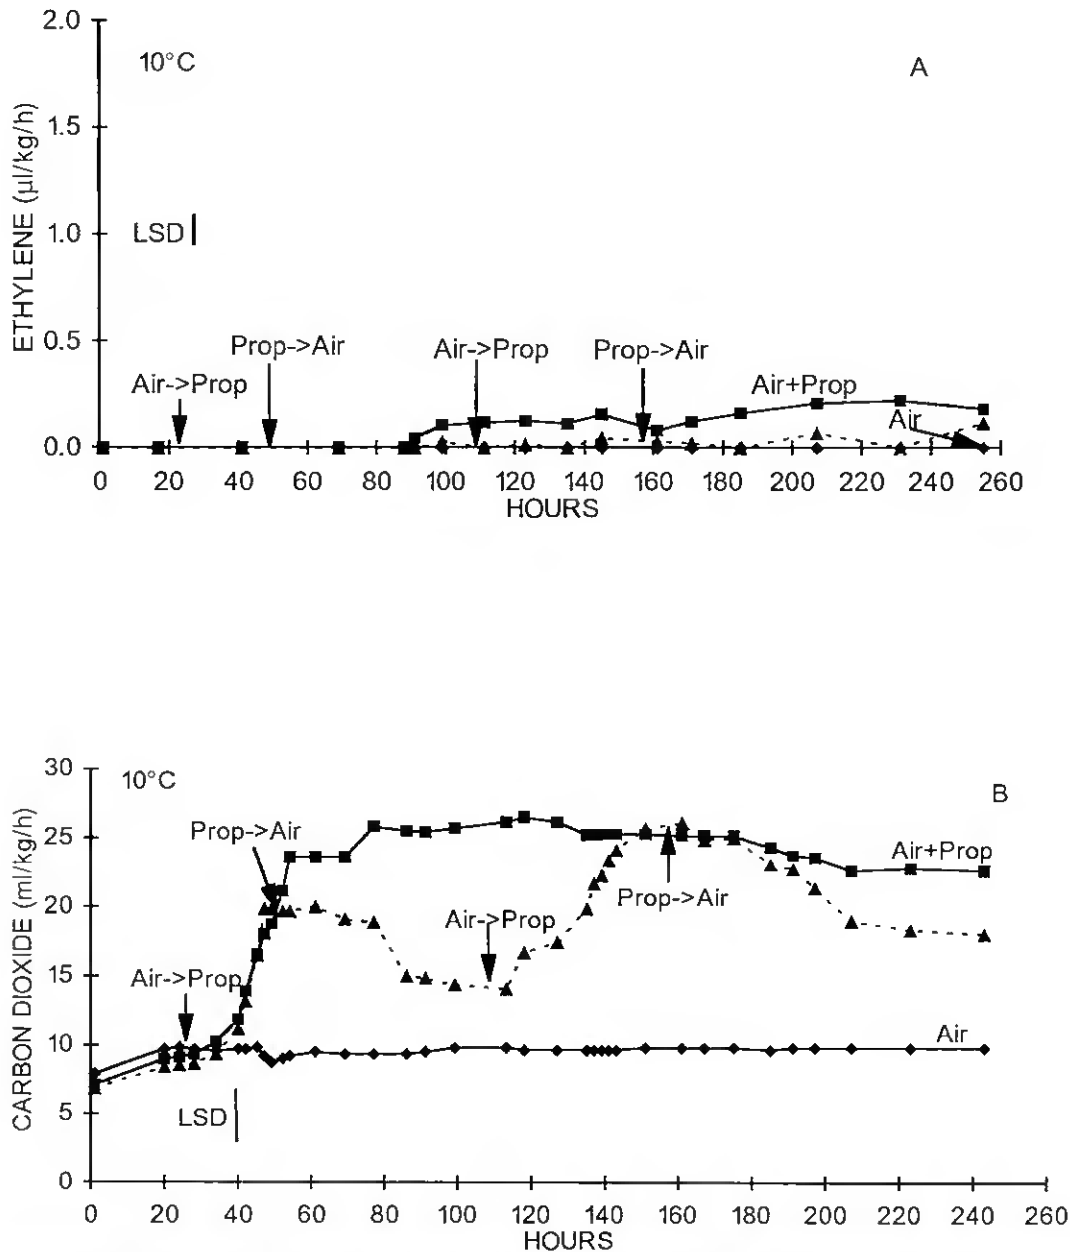 2.0
10°C
A
1.5
ETHYLENE (µl/kg/h)
LSD
1.0
0.5
Prop->Air
Air->Prop
Prop->Air
Air->Prop
Air+Prop
Air
0.0
0 20 40 60 80 100 120 140 160 180 200 220 240 260
HOURS
30
10°C
B
25
CARBON DIOXIDE (ml/kg/h)
Prop->Air
Air+Prop
Prop->Air
20
Air->Prop
15
Air->Prop
10
Air
5
LSD
0
0 20 40 60 80 100 120 140 160 180 200 220 240 260
HOURS